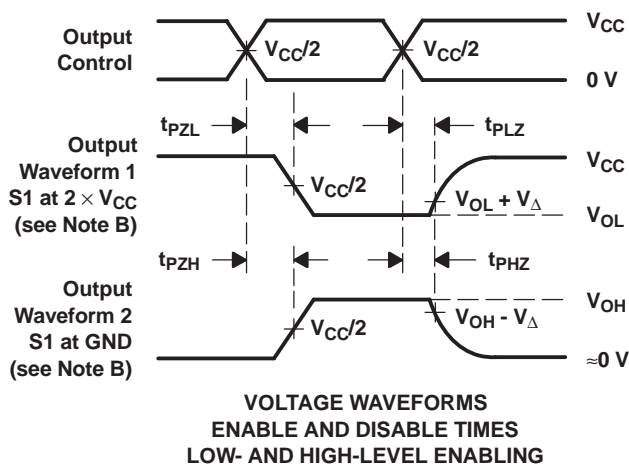 Output
Control
V_CC/2
V_CC/2
V_CC
0 V
t_PZL
t_PLZ
Output
Waveform 1
S1 at 2 × V_CC
(see Note B)
V_CC/2
V_CC
V_OL + V_Δ
V_OL
t_PZH
t_PHZ
Output
Waveform 2
S1 at GND
(see Note B)
V_CC/2
V_OH
V_OH - V_Δ
≈0 V
VOLTAGE WAVEFORMS
ENABLE AND DISABLE TIMES
LOW- AND HIGH-LEVEL ENABLING